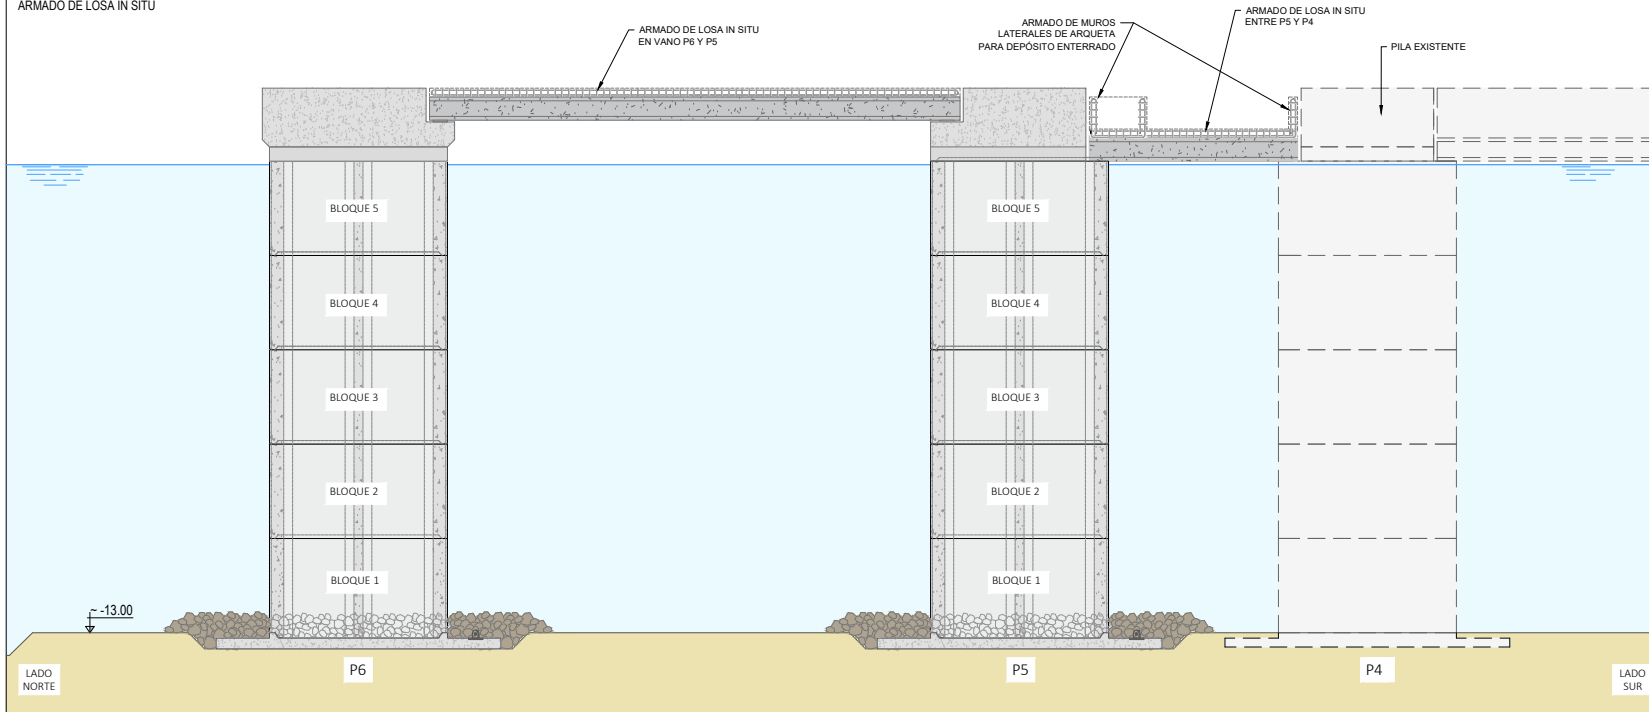 ARMADO DE LOSA IN SITU
ARMADO DE LOSA IN SITU
EN VANO P6 Y P5
ARMADO DE MUROS
LATERALES DE ARQUETA
PARA DEPÓSITO ENTERRADO
ARMADO DE LOSA IN SITU
ENTRE P5 Y P4
PILA EXISTENTE
BLOQUE 5
BLOQUE 4
BLOQUE 3
BLOQUE 2
BLOQUE 1
BLOQUE 5
BLOQUE 4
BLOQUE 3
BLOQUE 2
BLOQUE 1
~ -13.00
LADO
NORTE
P6
P5
P4
LADO
SUR